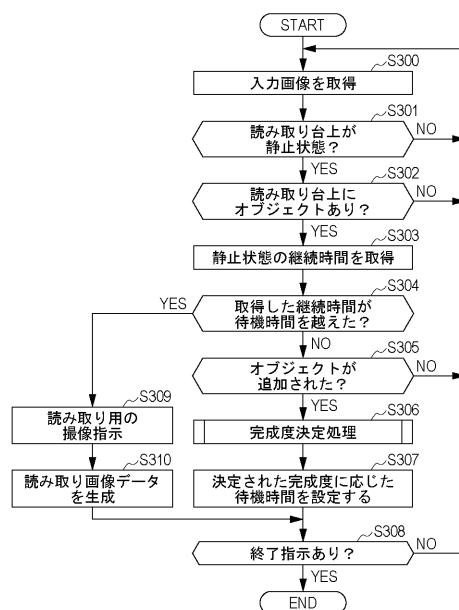 START
S300
入力画像を取得
S301
読み取り台上が
静止状態?
NO
YES
S302
読み取り台上に
オブジェクトあり?
NO
YES
S303
静止状態の継続時間を取得
S304
取得した継続時間が
待機時間を越えた?
YES
NO
S305
オブジェクトが
追加された?
NO
YES
S309
読み取り用の
撮像指示
S306
完成度決定処理
S310
読み取り画像データ
を生成
S307
決定された完成度に応じた
待機時間を設定する
S308
終了指示あり?
NO
YES
END